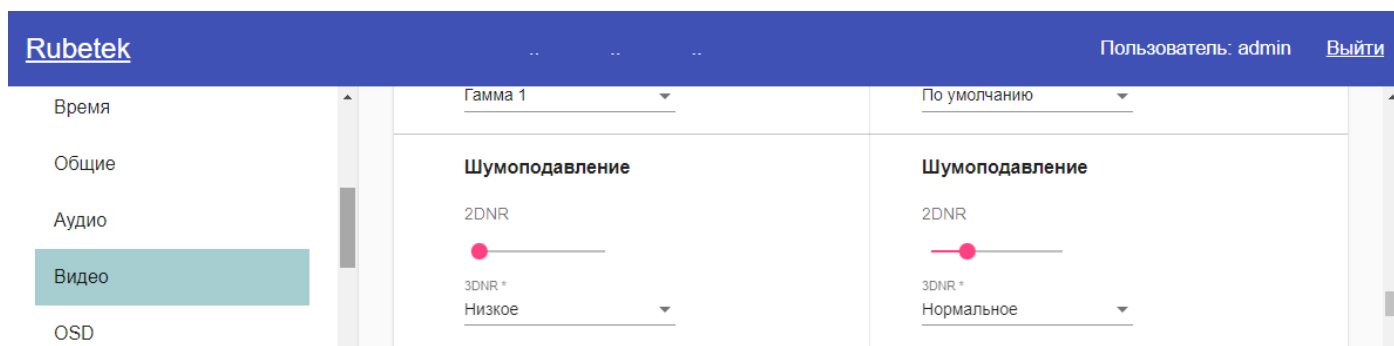 Rubetek
.. .. ..
Пользователь: admin
Выйти
Время
Общие
Аудио
Видео
OSD
Гамма 1
Шумоподавление
2DNR
3DNR *
Низкое
По умолчанию
Шумоподавление
2DNR
3DNR *
Нормальное